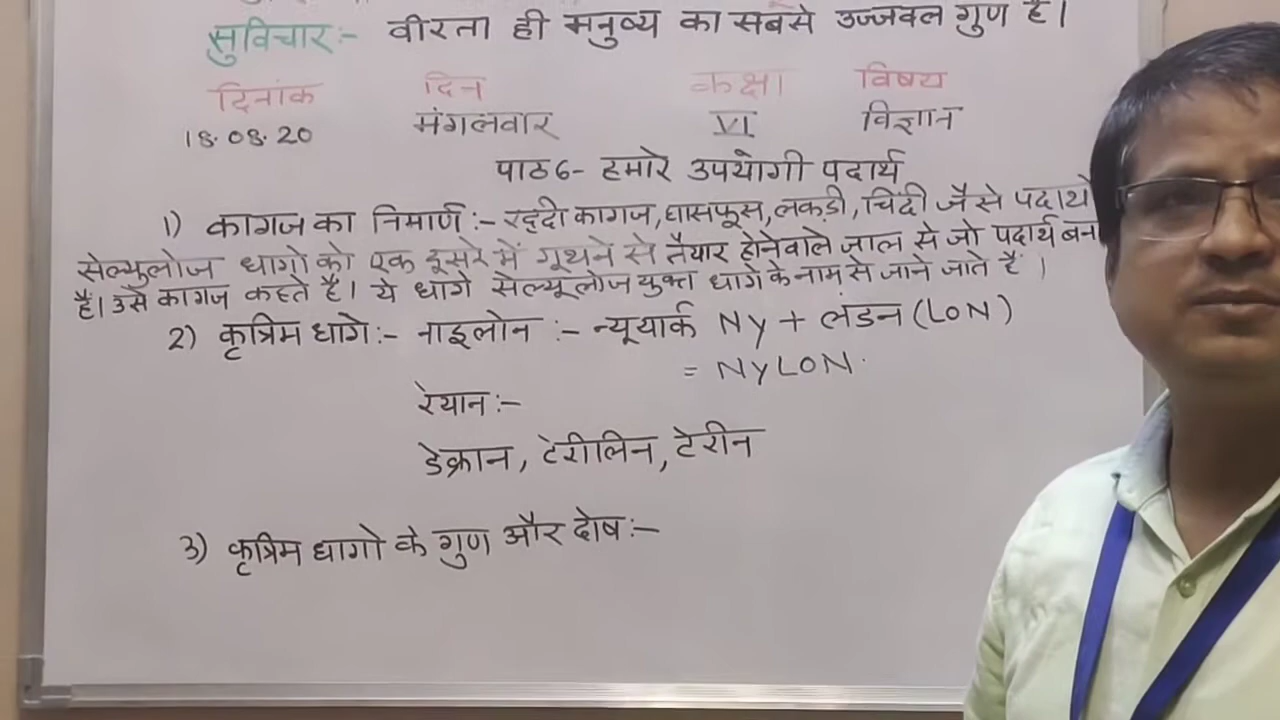 सुविचार:- वीरता ही मनुष्य का सबसे उज्जवल गुण है।
दिनांक दिन कक्षा विषय
18.08.20 मंगलवार VI विज्ञान
पाठ 6- हमारे उपयोगी पदार्थ
1) कागज का निमार्ण:- रद्दी कागज, घासफूस, लकड़ी, चिंदी जैसे पदार्थो
सेल्युलोज धागो को एक दूसरे में गूथने से तैयार होनेवाले जाल से जो पदार्थ बन
है। उसे कागज कहते है। ये धागे सेल्यूलोज युक्त धागे के नाम से जाने जाते हैं ।
2) कृत्रिम धागे:- नाइलोन :- न्यूयार्क NY + लंडन (LON)
= NYLON.
रेयान:-
डेक्रान, टेरीलिन, टेरीन
3) कृत्रिम धागो के गुण और दोष:-